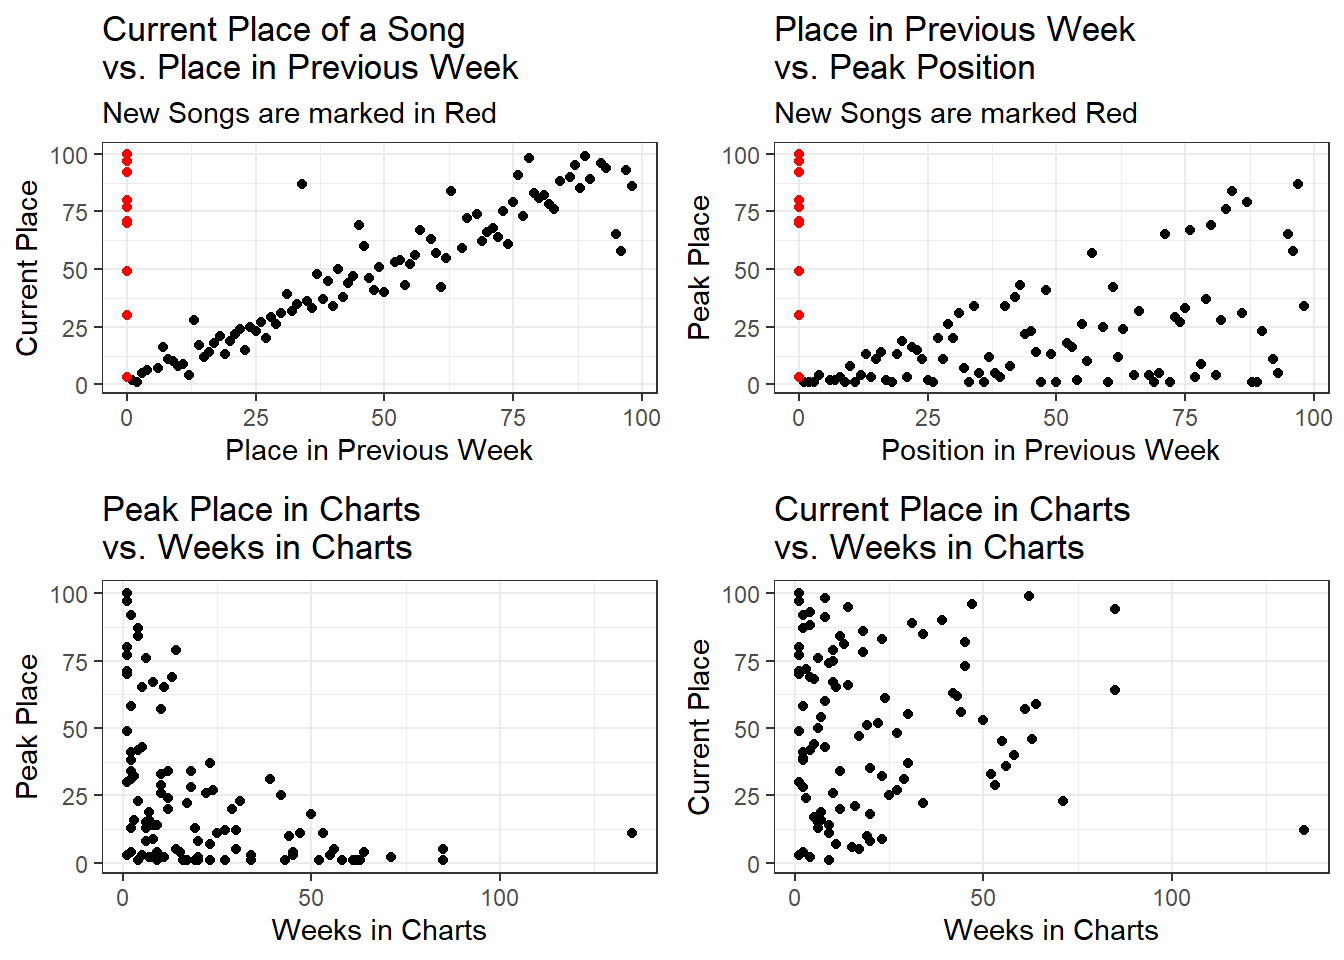 Current Place of a Song
vs. Place in Previous Week
New Songs are marked in Red
100
75
50
25
0
Current Place
0 25 50 75 100
Place in Previous Week
Place in Previous Week
vs. Peak Position
New Songs are marked Red
100
75
50
25
0
Peak Place
0 25 50 75 100
Position in Previous Week
Peak Place in Charts
vs. Weeks in Charts
100
75
50
25
0
Peak Place
0 50 100
Weeks in Charts
Current Place in Charts
vs. Weeks in Charts
100
75
50
25
0
Current Place
0 50 100
Weeks in Charts